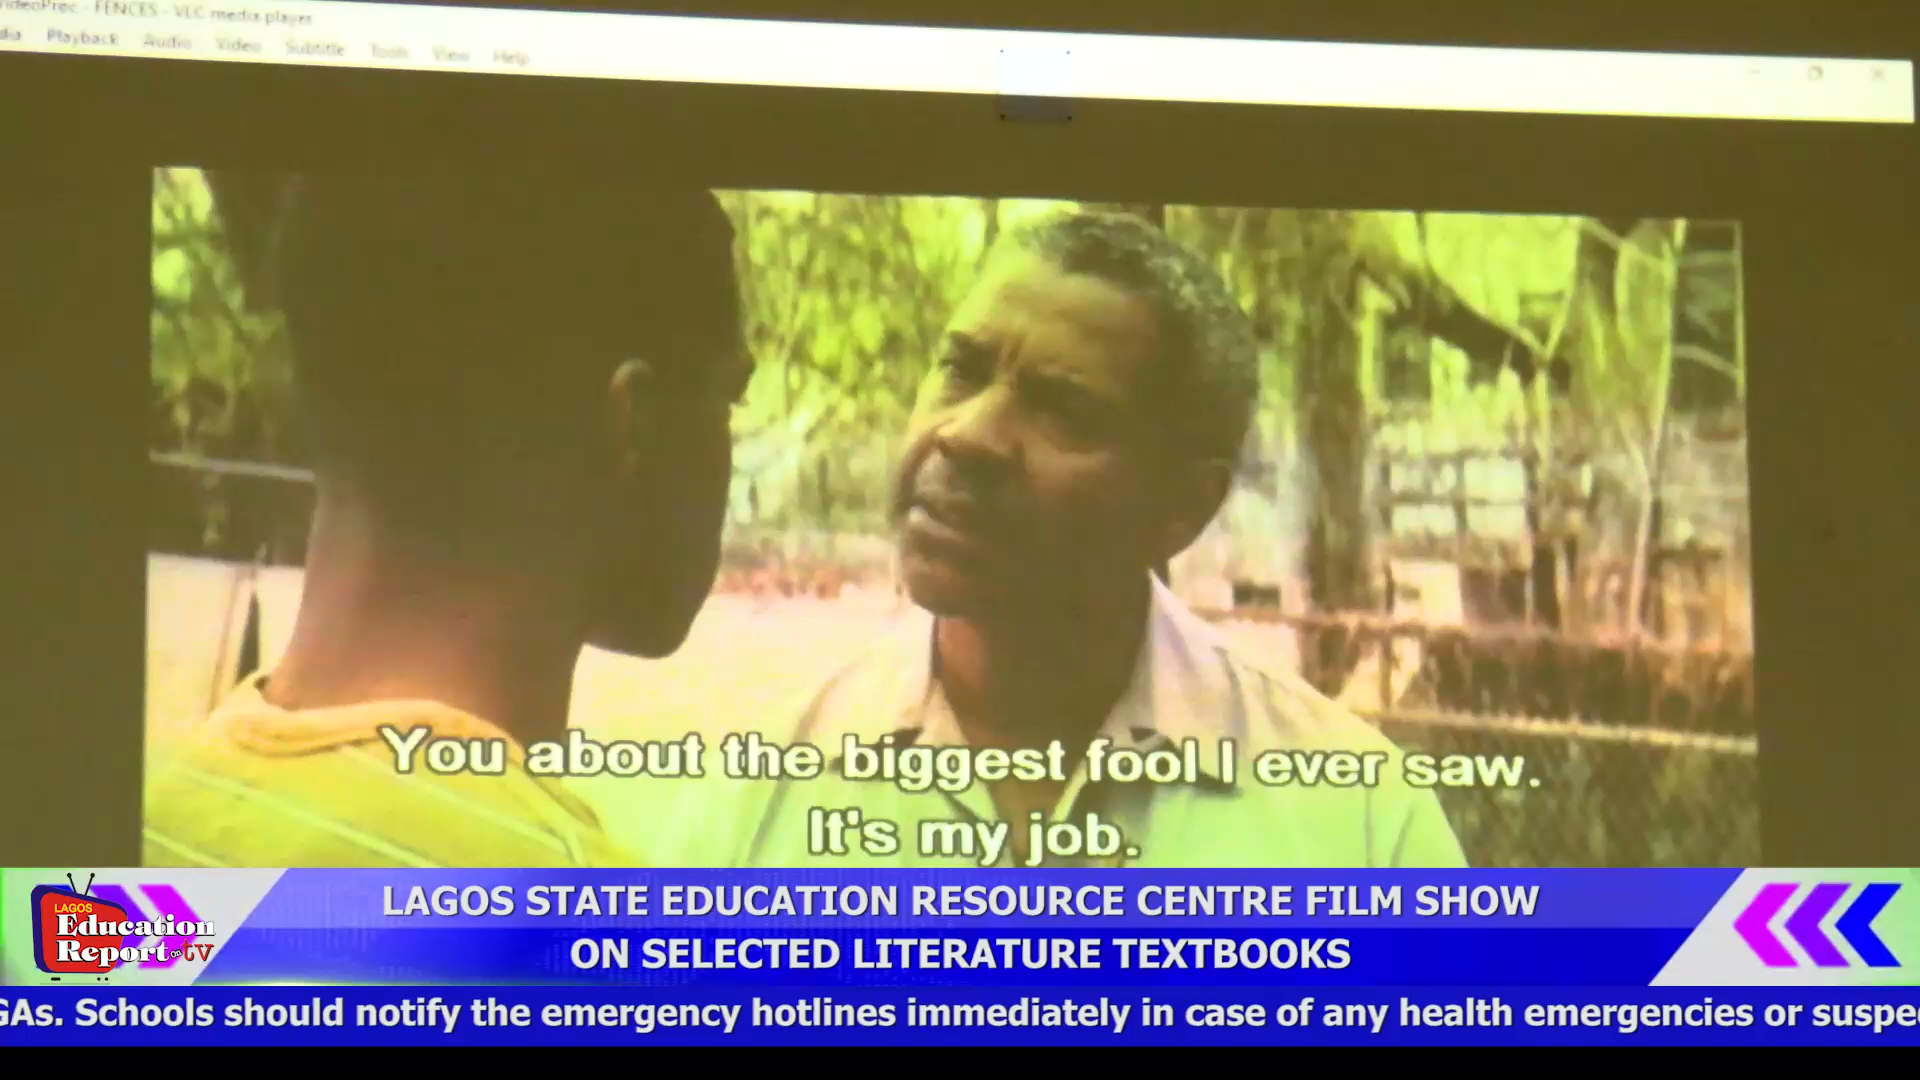 - FENCES - VLC media player
Playback Audio Video Subtitle Tools View Help
You about the biggest fool I ever saw.
It's my job.
LAGOS STATE EDUCATION RESOURCE CENTRE FILM SHOW
ON SELECTED LITERATURE TEXTBOOKS
LAGOS
Education
Report on tv
GAs. Schools should notify the emergency hotlines immediately in case of any health emergencies or suspe